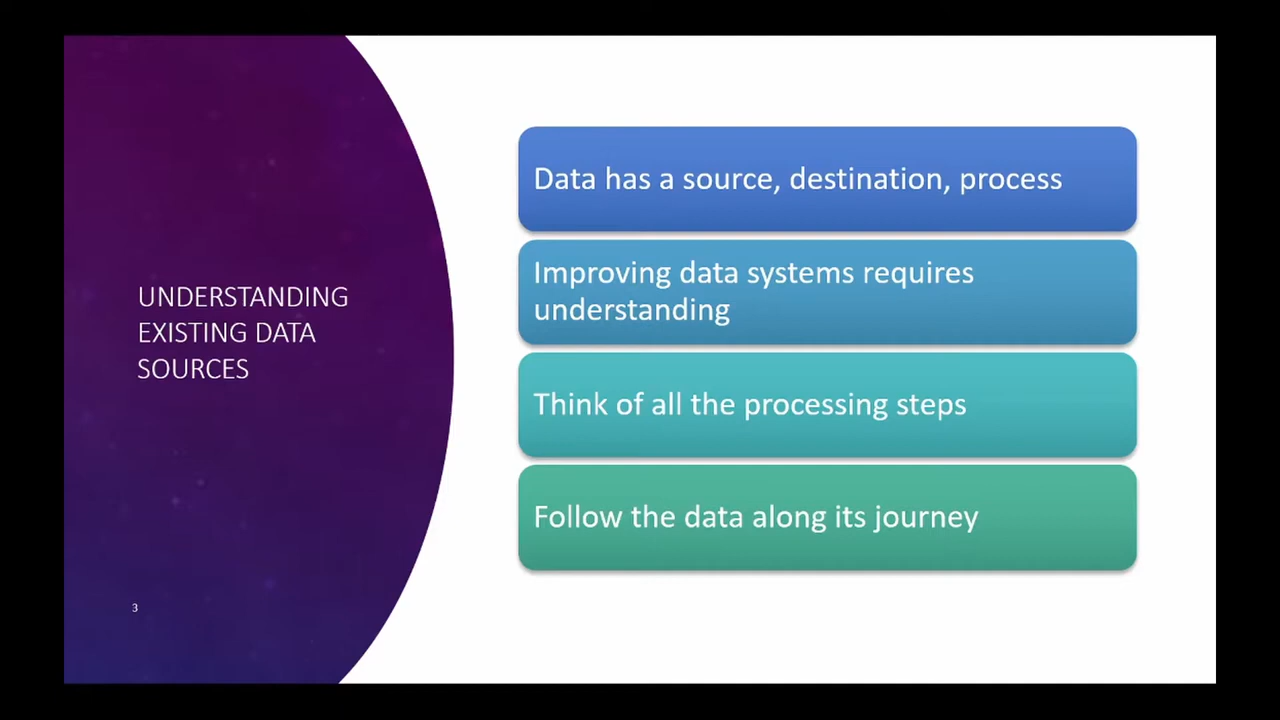 UNDERSTANDING
EXISTING DATA
SOURCES
3
Data has a source, destination, process
Improving data systems requires
understanding
Think of all the processing steps
Follow the data along its journey